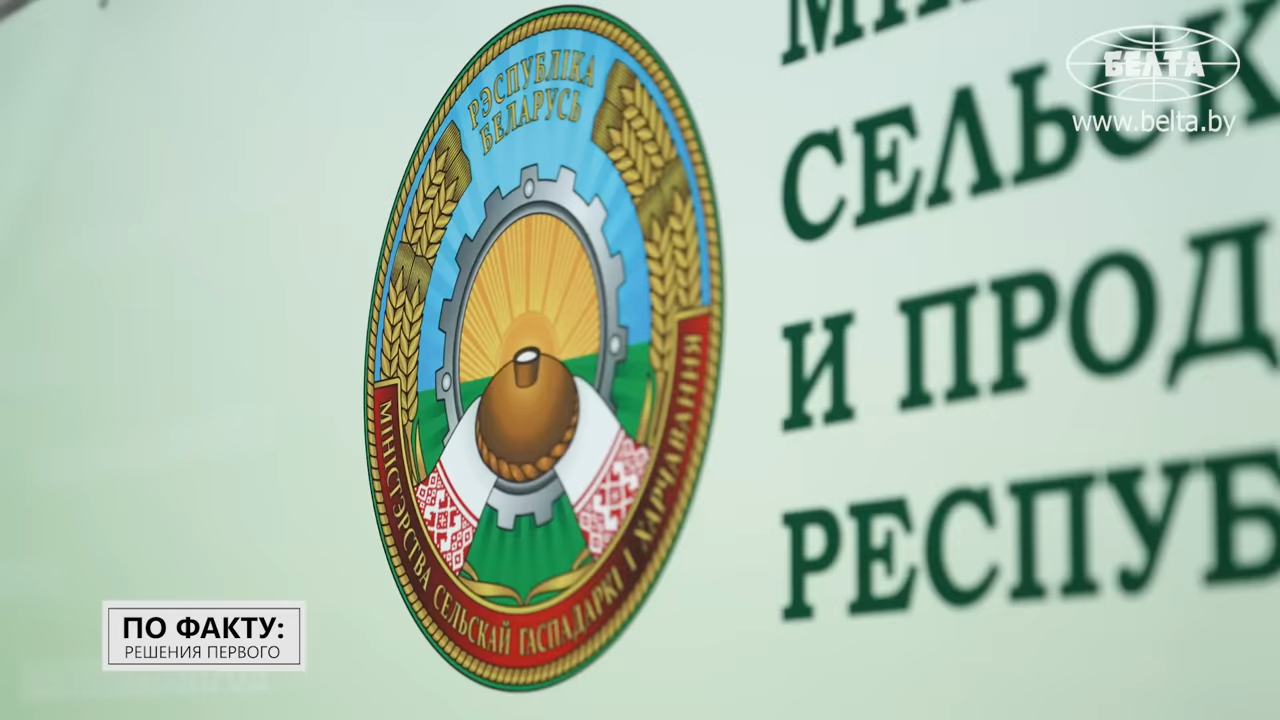 РЭСПУБЛІКА
БЕЛАРУСЬ
МІНІСТЭРСТВА СЕЛЬСКАЙ ГАСПАДАРКІ І ХАРЧАВАННЯ
СЕЛЬСК
И ПРОД
РЕСПУБ
БЕЛТА
www.belta.by
ПО ФАКТУ:
РЕШЕНИЯ ПЕРВОГО